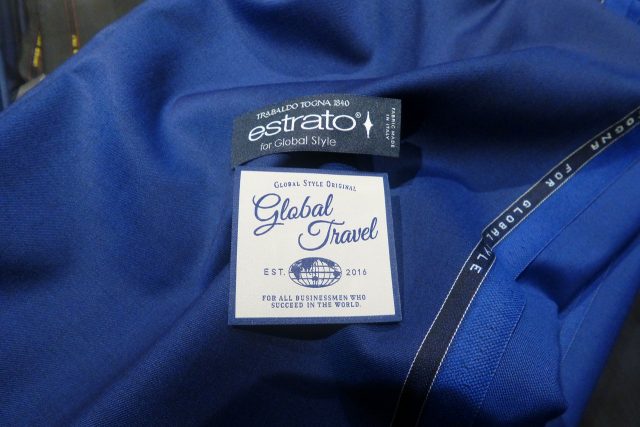 TRABALDO TOGNA 1840
estrato®
for Global Style
FABRIC MADE
IN ITALY
GLOBAL STYLE ORIGINAL
Global
Travel
EST. 2016
FOR ALL BUSINESSMEN WHO
SUCCEED IN THE WORLD.
TOGNA FOR GLOBAL STYLE